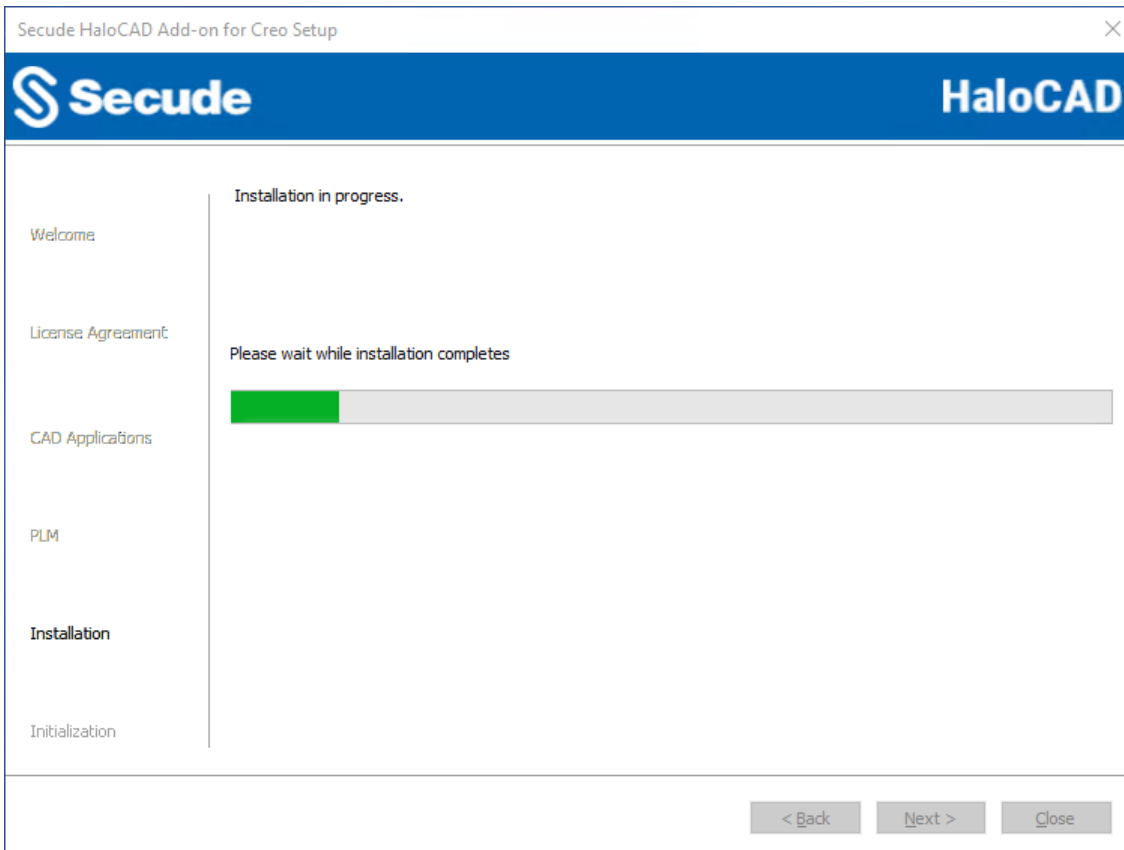 Secude HaloCAD Add-on for Creo Setup
Secude
HaloCAD
Welcome
License Agreement
CAD Applications
PLM
Installation
Initialization
Installation in progress.
Please wait while installation completes
< Back
Next >
Close